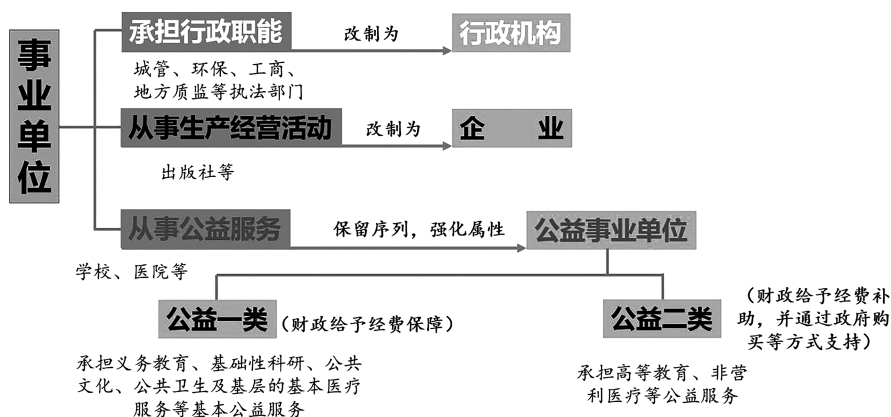 事业单位
承担行政职能
改制为
行政机构
城管、环保、工商、
地方质监等执法部门
从事生产经营活动
改制为
企 业
出版社等
从事公益服务
保留序列，强化属性
公益事业单位
学校、医院等
公益一类
（财政给予经费保障）
承担义务教育、基础性科研、公共
文化、公共卫生及基层的基本医疗
服务等基本公益服务
公益二类
（财政给予经费补
助，并通过政府购
买等方式支持）
承担高等教育、非营
利医疗等公益服务